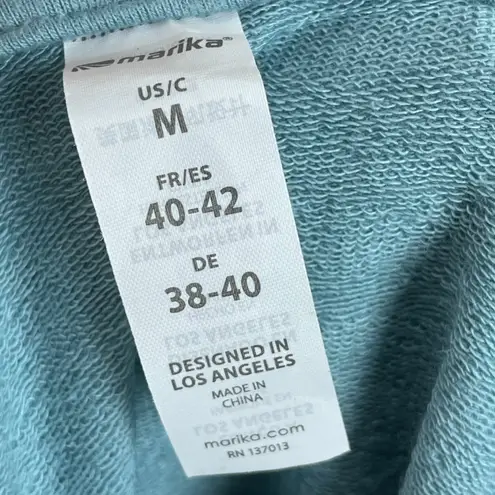 marika®
US/C
M
FR/ES
40-42
DE
38-40
DESIGNED IN
LOS ANGELES
MADE IN
CHINA
marika.com
RN 137013